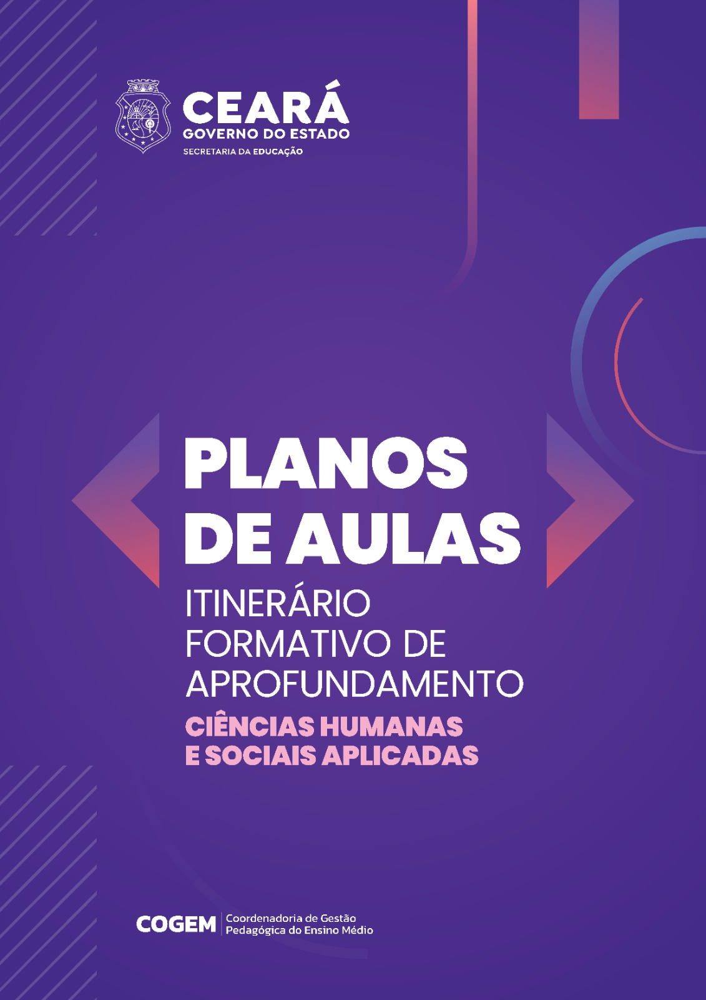 CEARÁ
GOVERNO DO ESTADO
SECRETARIA DA EDUCAÇÃO
PLANOS
DE AULAS
ITINERÁRIO
FORMATIVO DE
APROFUNDAMENTO
CIÊNCIAS HUMANAS
E SOCIAIS APLICADAS
COGEM
Coordenadoria de Gestão
Pedagógica do Ensino Médio